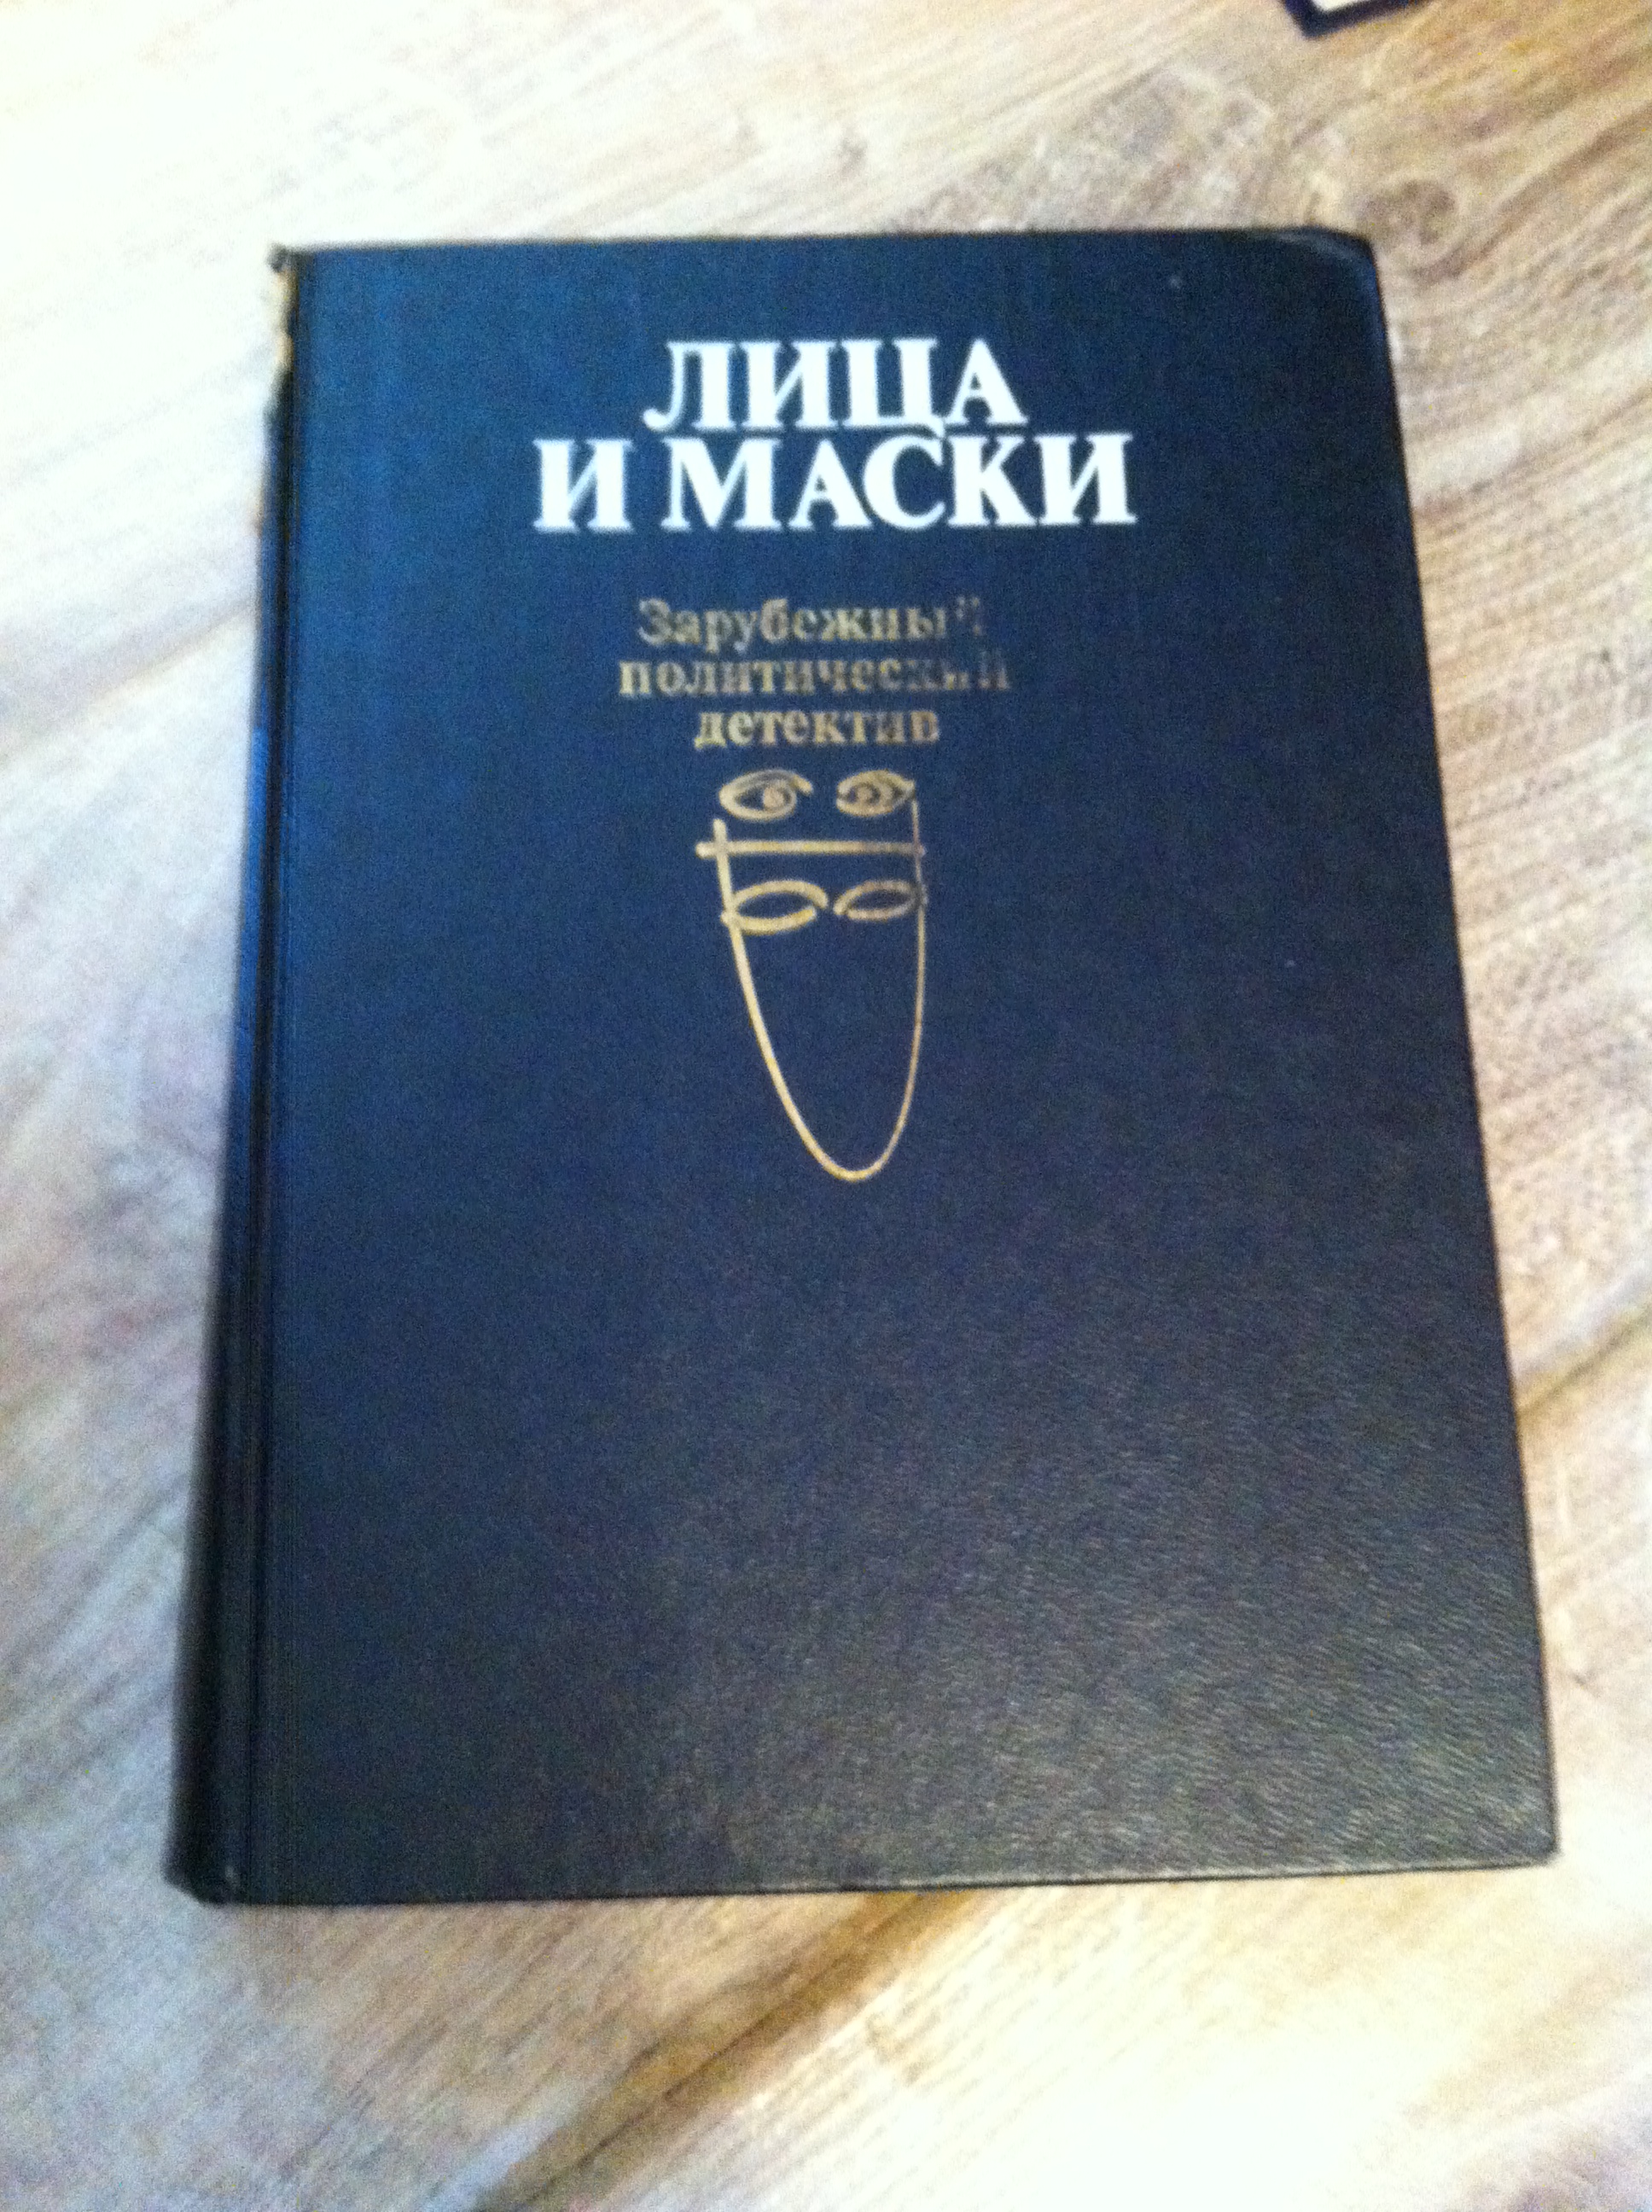 ЛИЦА
И МАСКИ
Зарубежный
политический
детектив